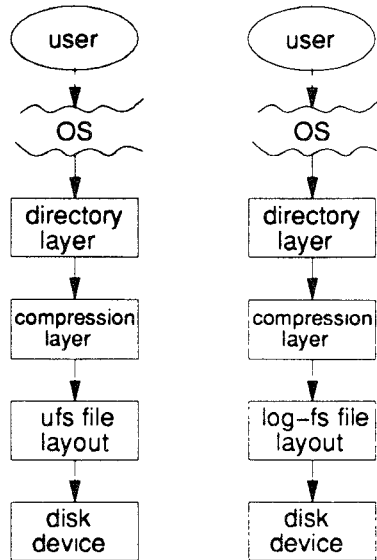 user
OS
directory
layer
compression
layer
ufs file
layout
disk
device
user
OS
directory
layer
compression
layer
log-fs file
layout
disk
device